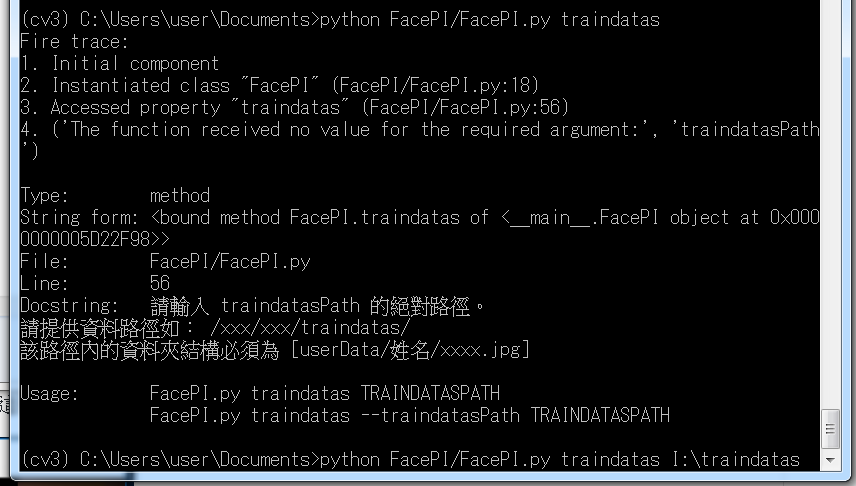 (cv3) C:\Users\user\Documents>python FacePI/FacePI.py traindatas
Fire trace:
1. Initial component
2. Instantiated class "FacePI" (FacePI/FacePI.py:18)
3. Accessed property "traindatas" (FacePI/FacePI.py:56)
4. ('The function received no value for the required argument:', 'traindatasPath
')
Type:        method
String form: <bound method FacePI.traindatas of <__main__.FacePI object at 0x000
0000005D22F98>>
File:        FacePI/FacePI.py
Line:        56
Docstring:   請輸入 traindatasPath 的絕對路徑。
請提供資料路徑如： /xxx/xxx/traindatas/
該路徑內的資料夾結構必須為 [userData/姓名/xxxx.jpg]
Usage:       FacePI.py traindatas TRAINDATASPATH
             FacePI.py traindatas --traindatasPath TRAINDATASPATH
(cv3) C:\Users\user\Documents>python FacePI/FacePI.py traindatas I:\traindatas